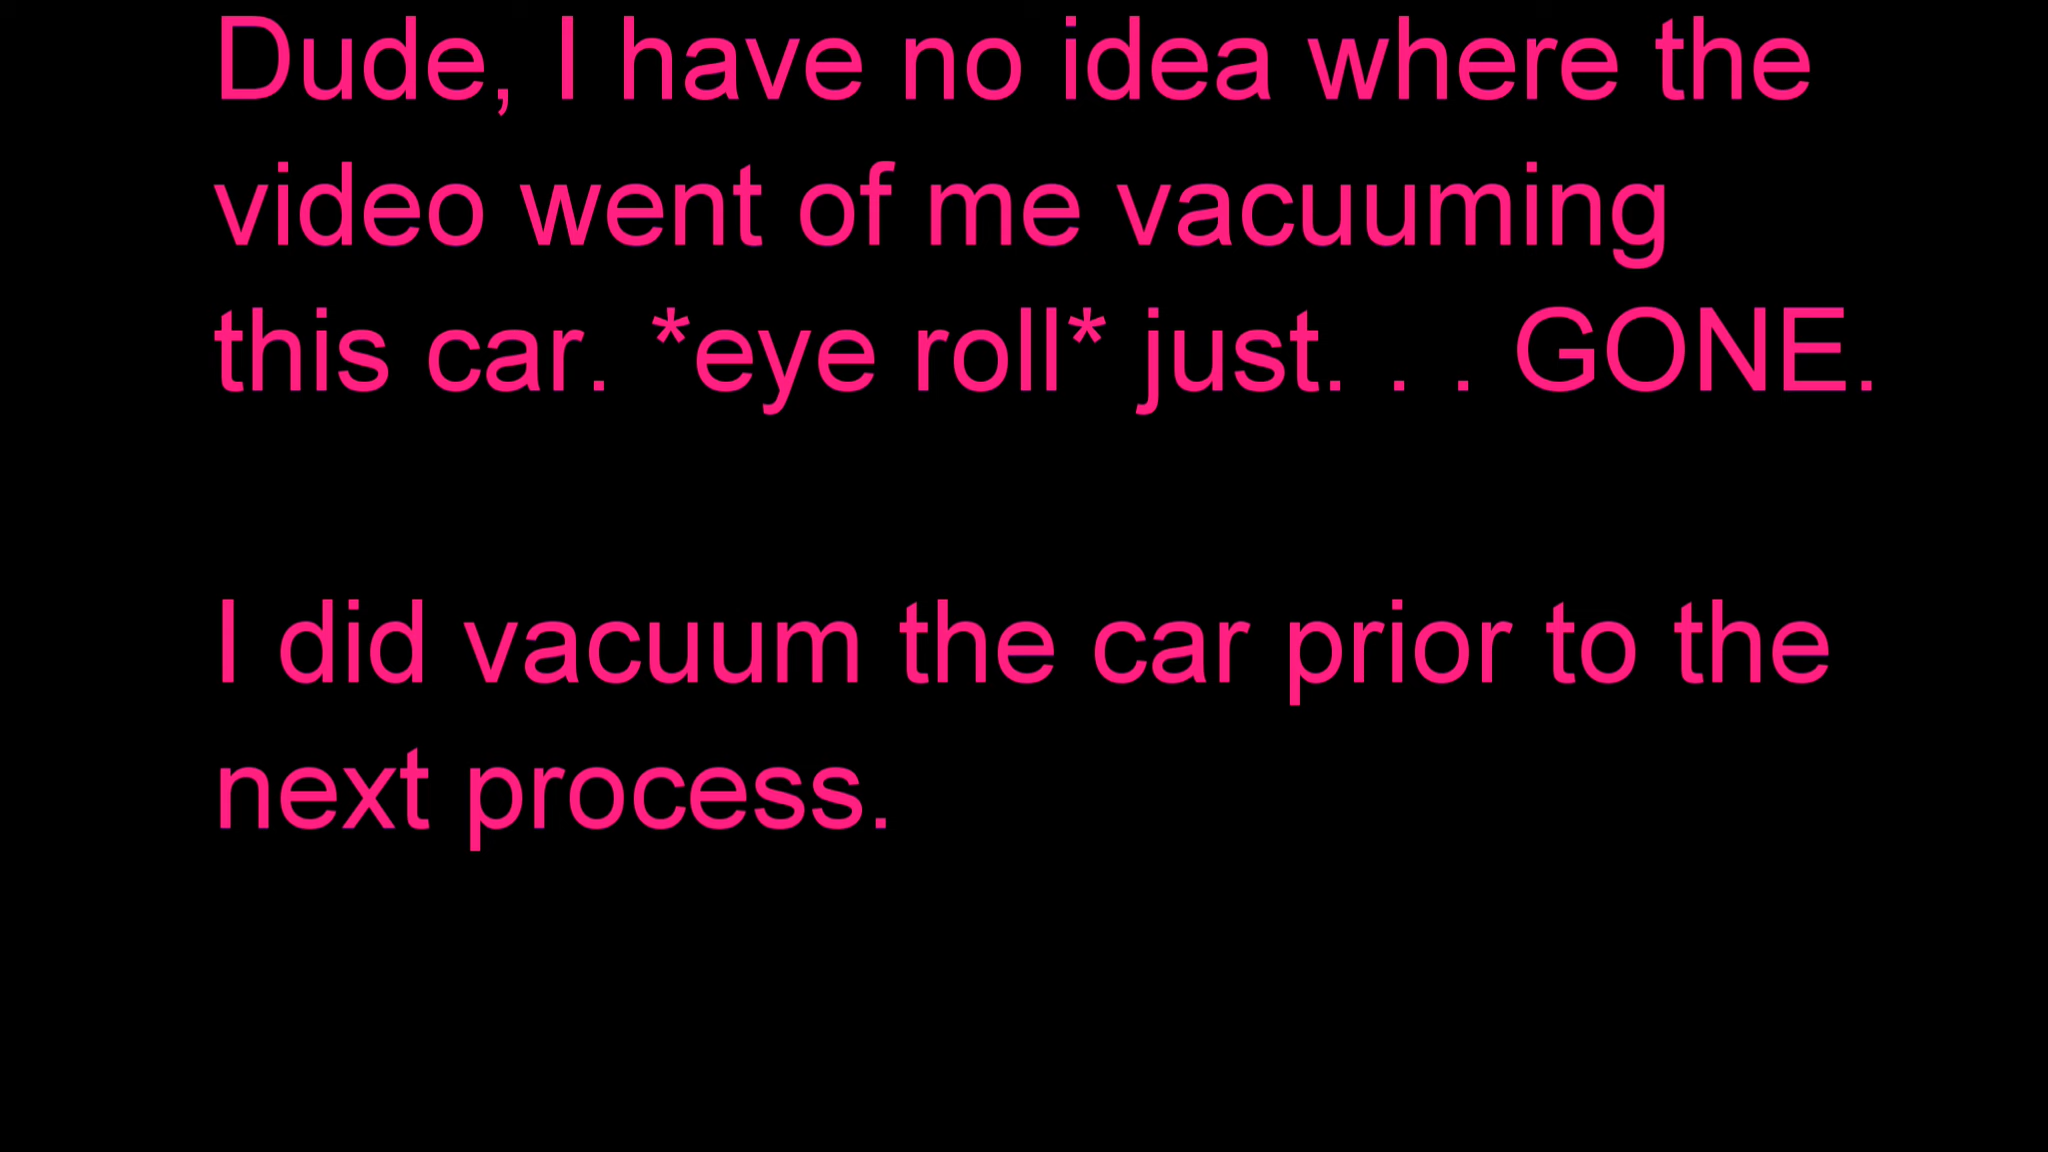 Dude, I have no idea where the
video went of me vacuuming
this car. *eye roll* just. . . GONE.
I did vacuum the car prior to the
next process.